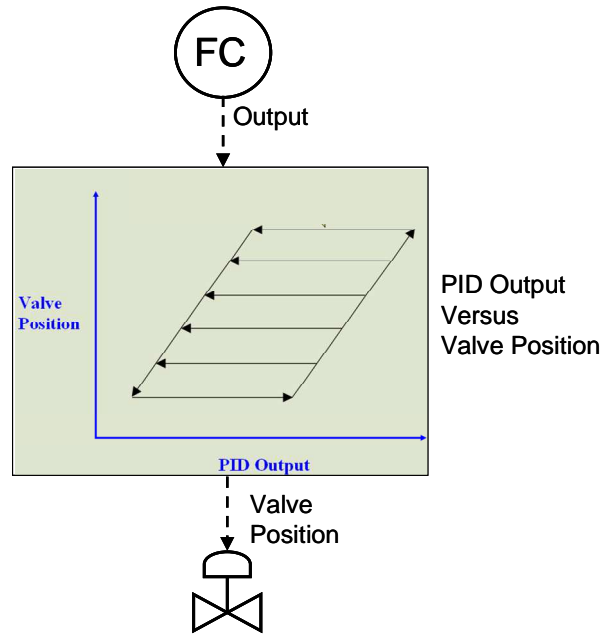 FC
Output
Valve
Position
PID Output
PID Output
Versus
Valve Position
Valve
Position